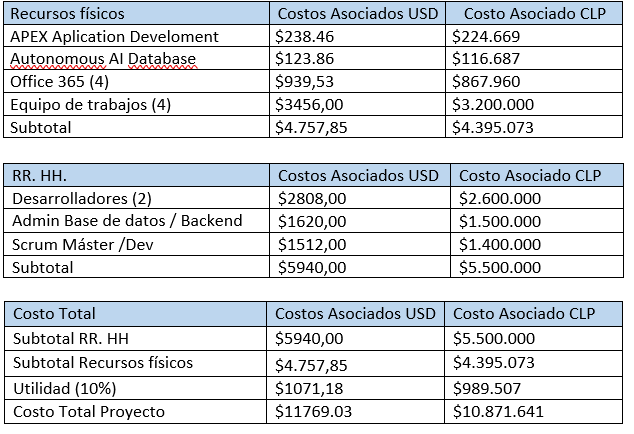 Recursos físicos Costos Asociados USD Costo Asociado CLP
APEX Aplication Develoment $238.46 $224.669
Autonomous AI Database $123.86 $116.687
Office 365 (4) $939,53 $867.960
Equipo de trabajos (4) $3456,00 $3.200.000
Subtotal $4.757,85 $4.395.073
RR. HH. Costos Asociados USD Costo Asociado CLP
Desarrolladores (2) $2808,00 $2.600.000
Admin Base de datos / Backend $1620,00 $1.500.000
Scrum Máster /Dev $1512,00 $1.400.000
Subtotal $5940,00 $5.500.000
Costo Total Costos Asociados USD Costo Asociado CLP
Subtotal RR. HH $5940,00 $5.500.000
Subtotal Recursos físicos $4.757,85 $4.395.073
Utilidad (10%) $1071,18 $989.507
Costo Total Proyecto $11769.03 $10.871.641